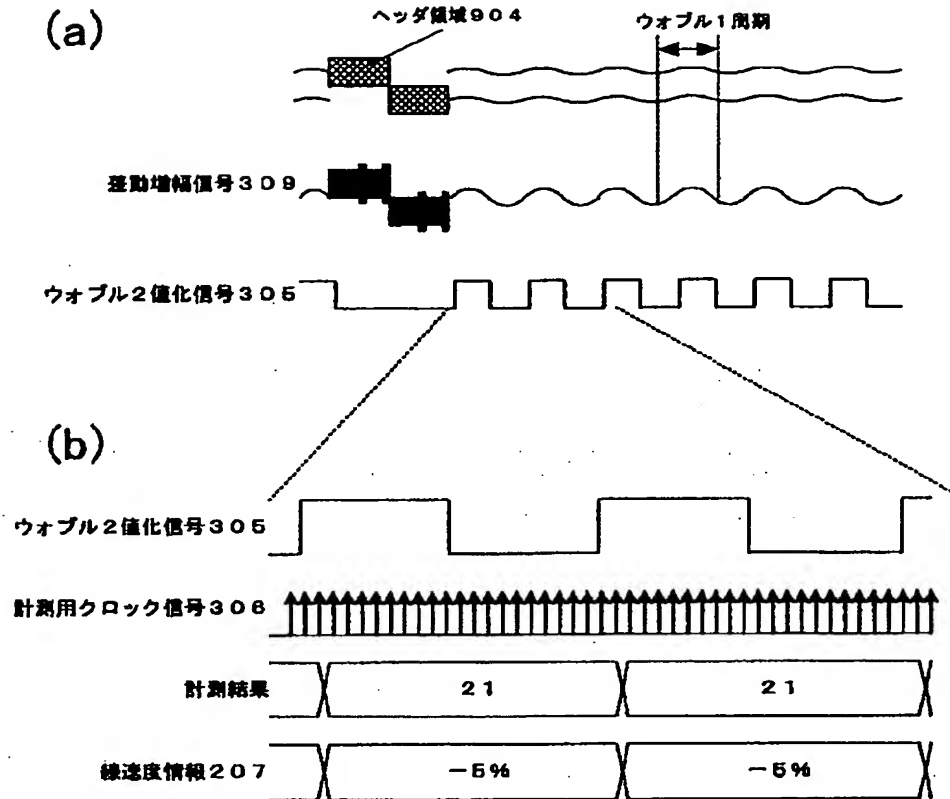 (a)
ヘッダ領域904
ウォブル1周期
差動増幅信号309
ウォブル2値化信号305
(b)
ウォブル2値化信号305
計測用クロック信号306
計測結果
21
21
線速度情報207
−5%
−5%